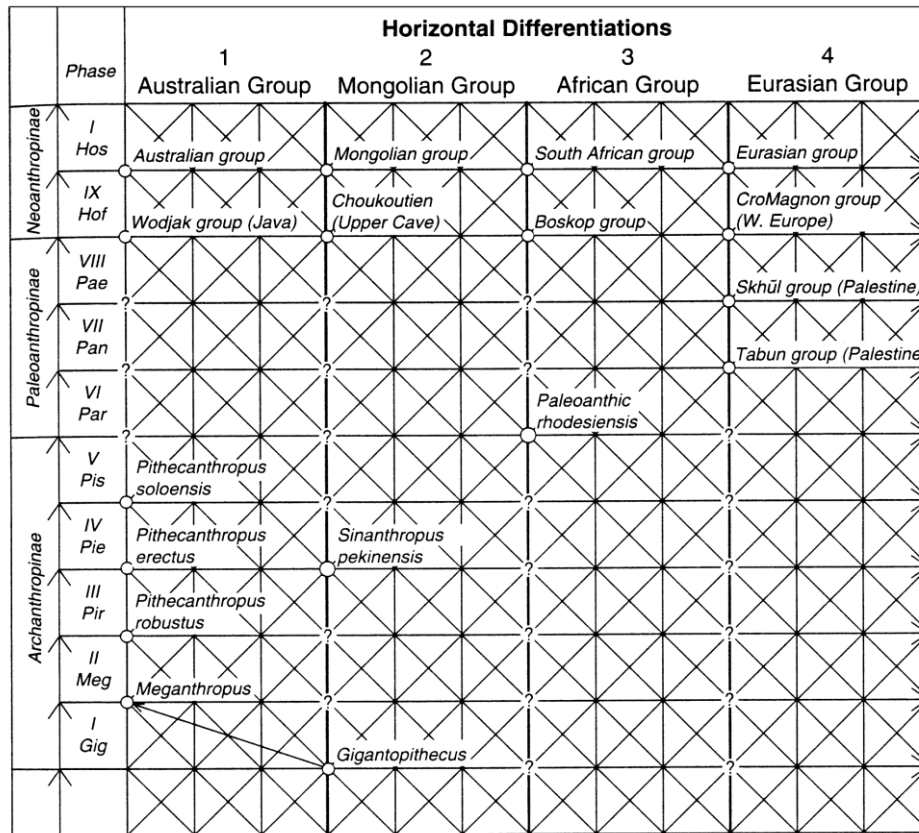 Horizontal Differentiations
1 2 3 4
Phase Australian Group Mongolian Group African Group Eurasian Group
Neoanthropinae
I
Hos
Australian group Mongolian group South African group Eurasian group
IX
Hof
Wodjak group (Java)
Choukoutien
(Upper Cave)
Boskop group
CroMagnon group
(W. Europe)
Paleoanthropinae
VIII
Pae
Skhūl group (Palestine)
? ?
VII
Pan
Tabun group (Palestine
? ?
VI
Par
Paleoanthic
rhodesiensis
? ? ?
Archanthropinae
V
Pis
Pithecanthropus
soloensis
? ? ?
IV
Pie
Pithecanthropus
erectus
Sinanthropus
pekinensis
? ?
III
Pir
Pithecanthropus
robustus
? ? ?
II
Meg
Meganthropus
? ? ?
I
Gig
Gigantopithecus
? ?